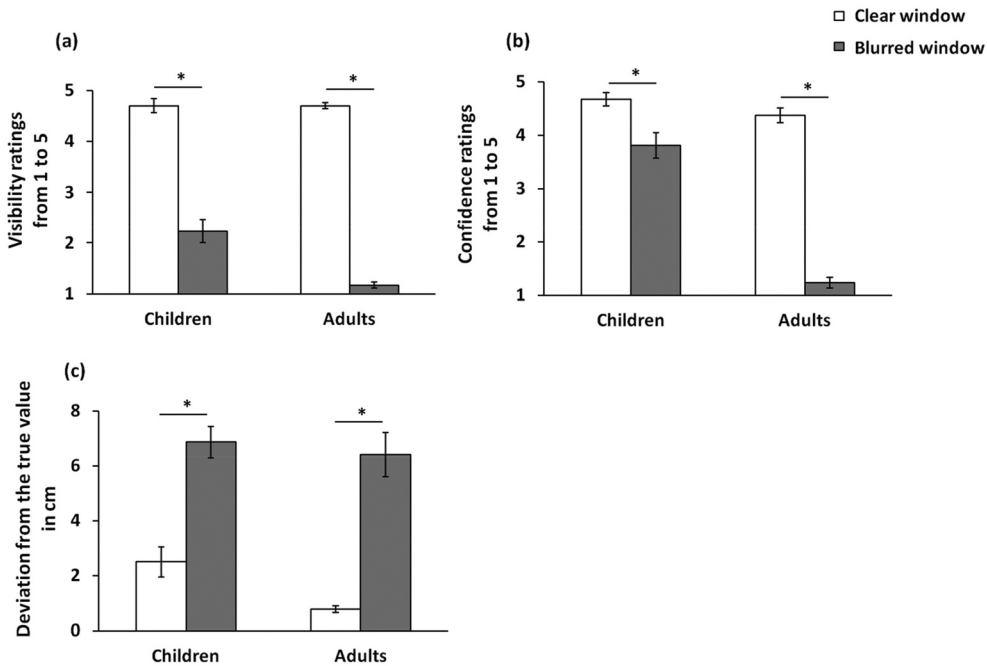 Clear window
Blurred window
(a)
*
*
Visibility ratings
from 1 to 5
5
4
3
2
1
Children
Adults
(b)
*
*
Confidence ratings
from 1 to 5
5
4
3
2
1
Children
Adults
(c)
*
*
Deviation from the true value
in cm
8
6
4
2
0
Children
Adults